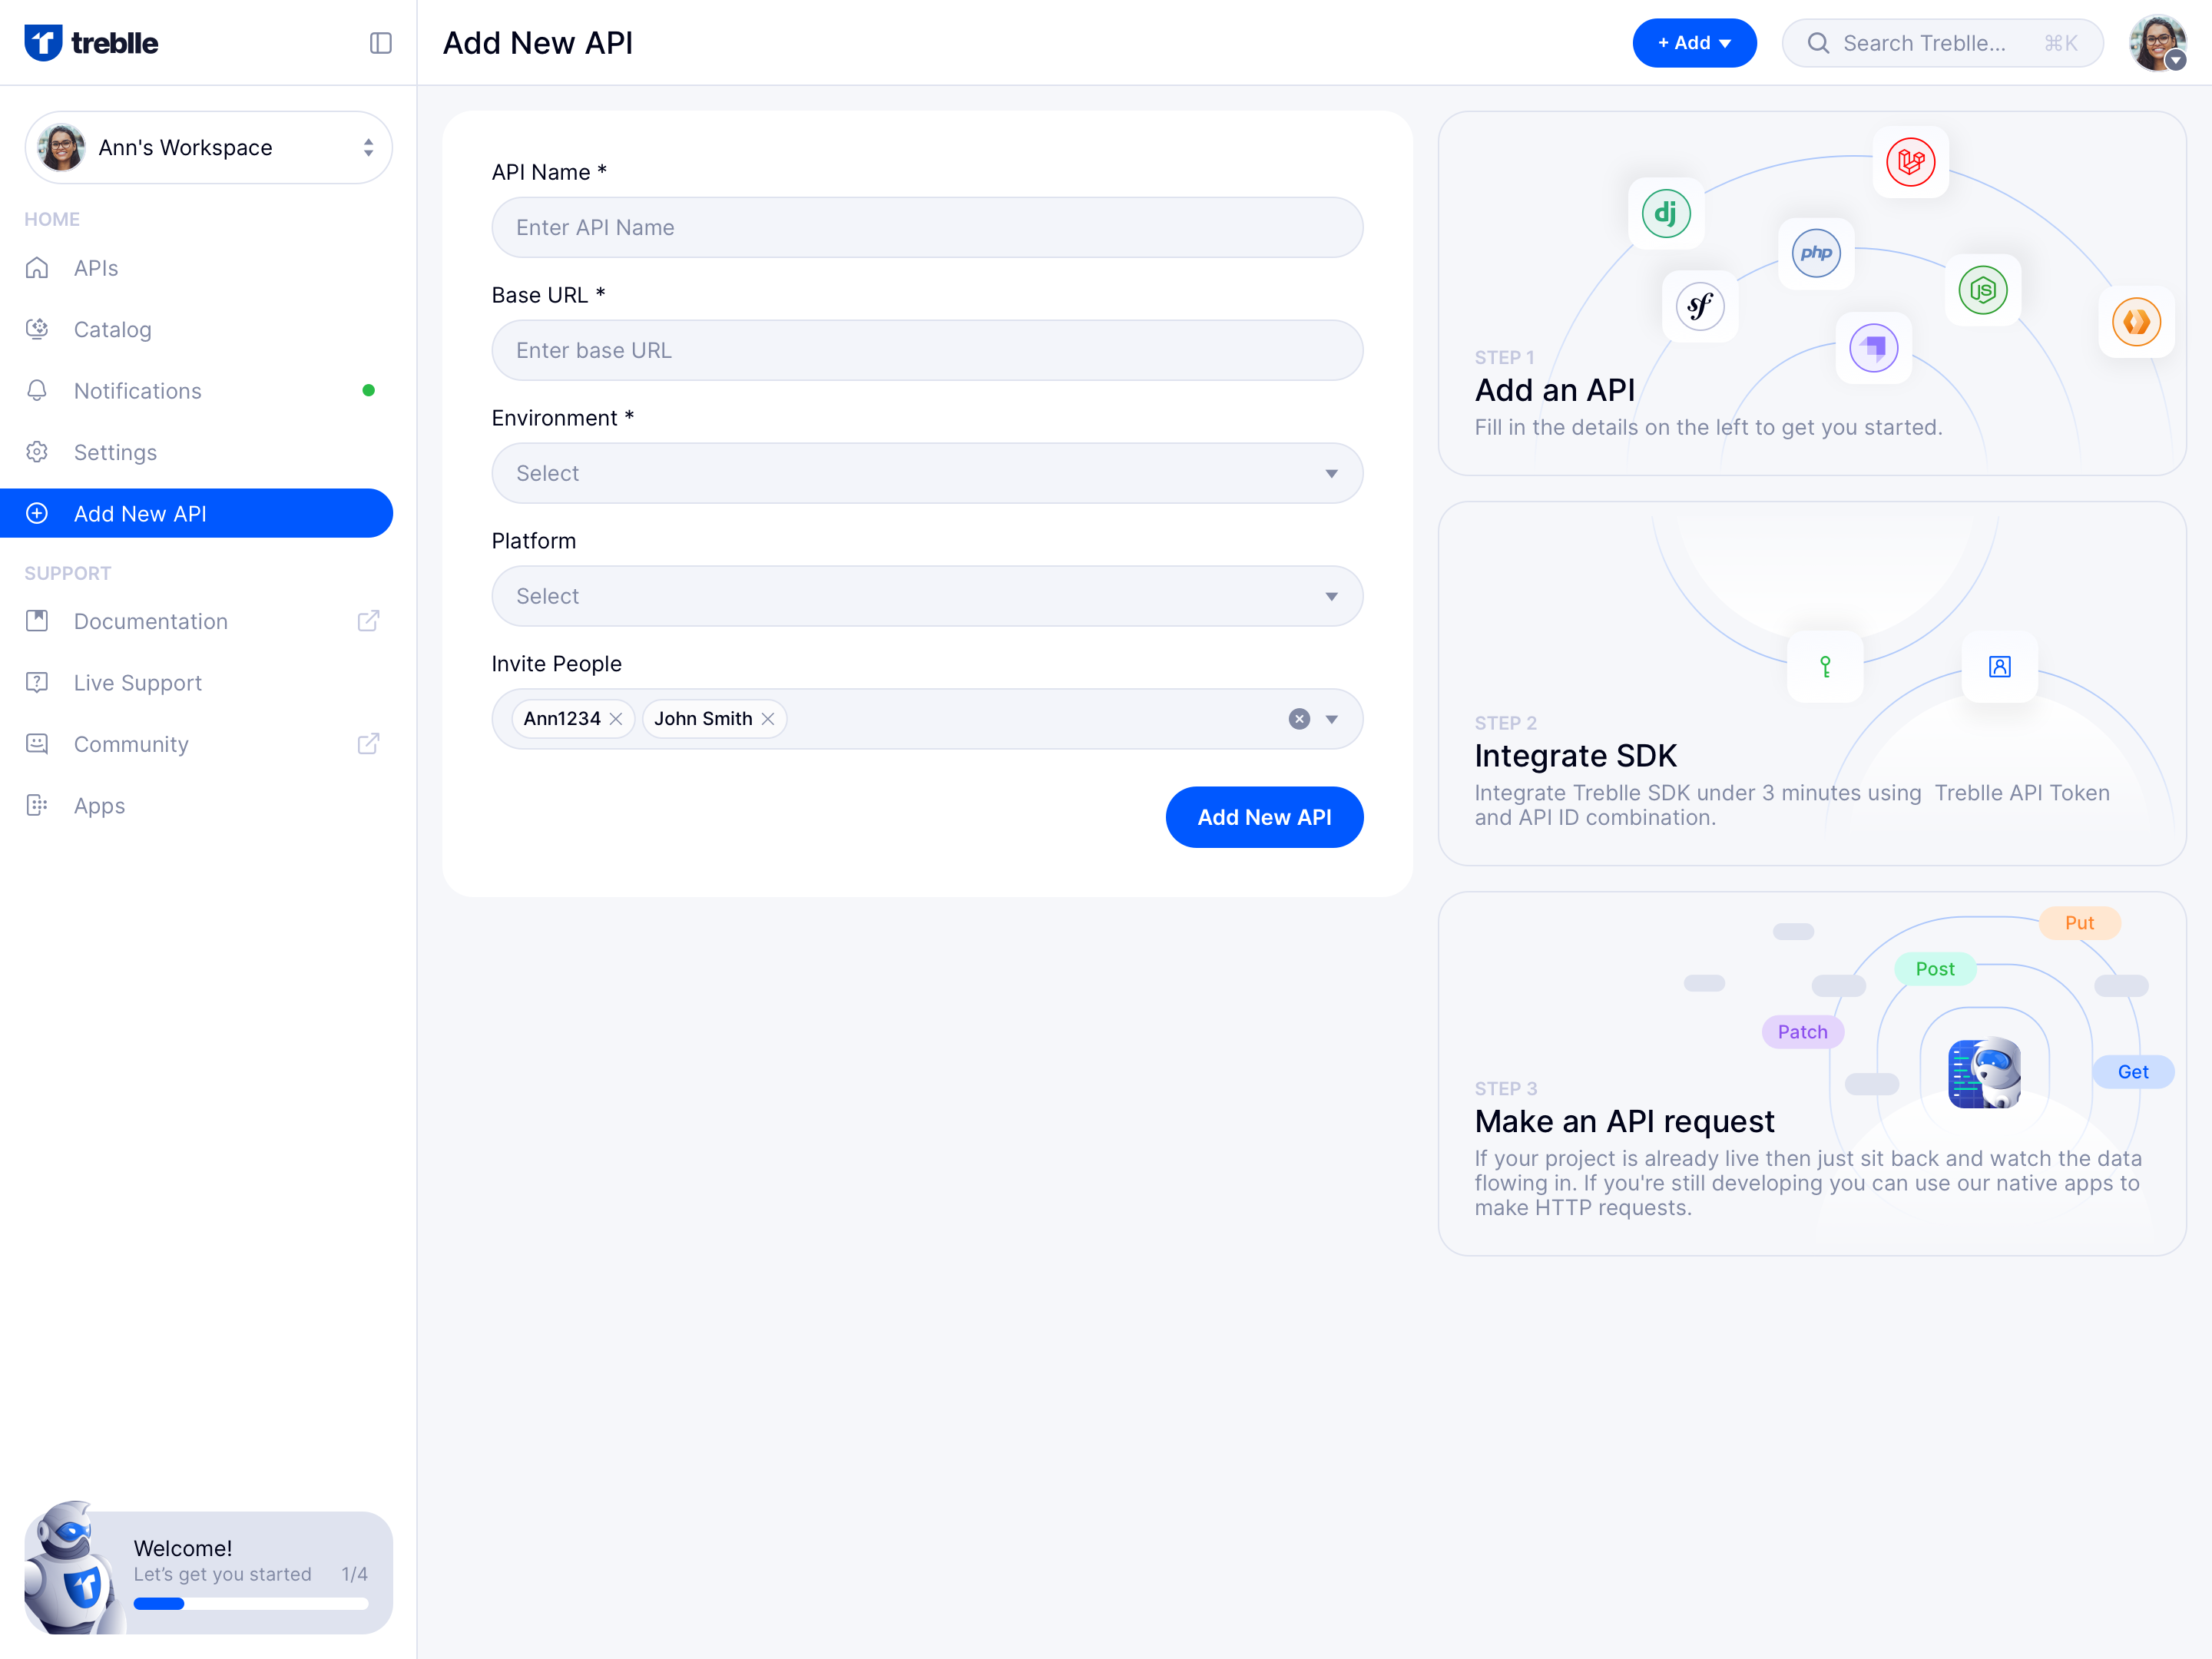 treblle
Add New API
+ Add
Search Treblle...
⌘K
Ann's Workspace
HOME
APIs
Catalog
Notifications
Settings
Add New API
SUPPORT
Documentation
Live Support
Community
Apps
Welcome!
Let's get you started
1/4
API Name *
Enter API Name
Base URL *
Enter base URL
Environment *
Select
Platform
Select
Invite People
Ann1234
John Smith
Add New API
dj
php
sf
JS
STEP 1
Add an API
Fill in the details on the left to get you started.
STEP 2
Integrate SDK
Integrate Treblle SDK under 3 minutes using  Treblle API Token
and API ID combination.
Put
Post
Patch
Get
STEP 3
Make an API request
If your project is already live then just sit back and watch the data
flowing in. If you're still developing you can use our native apps to
make HTTP requests.